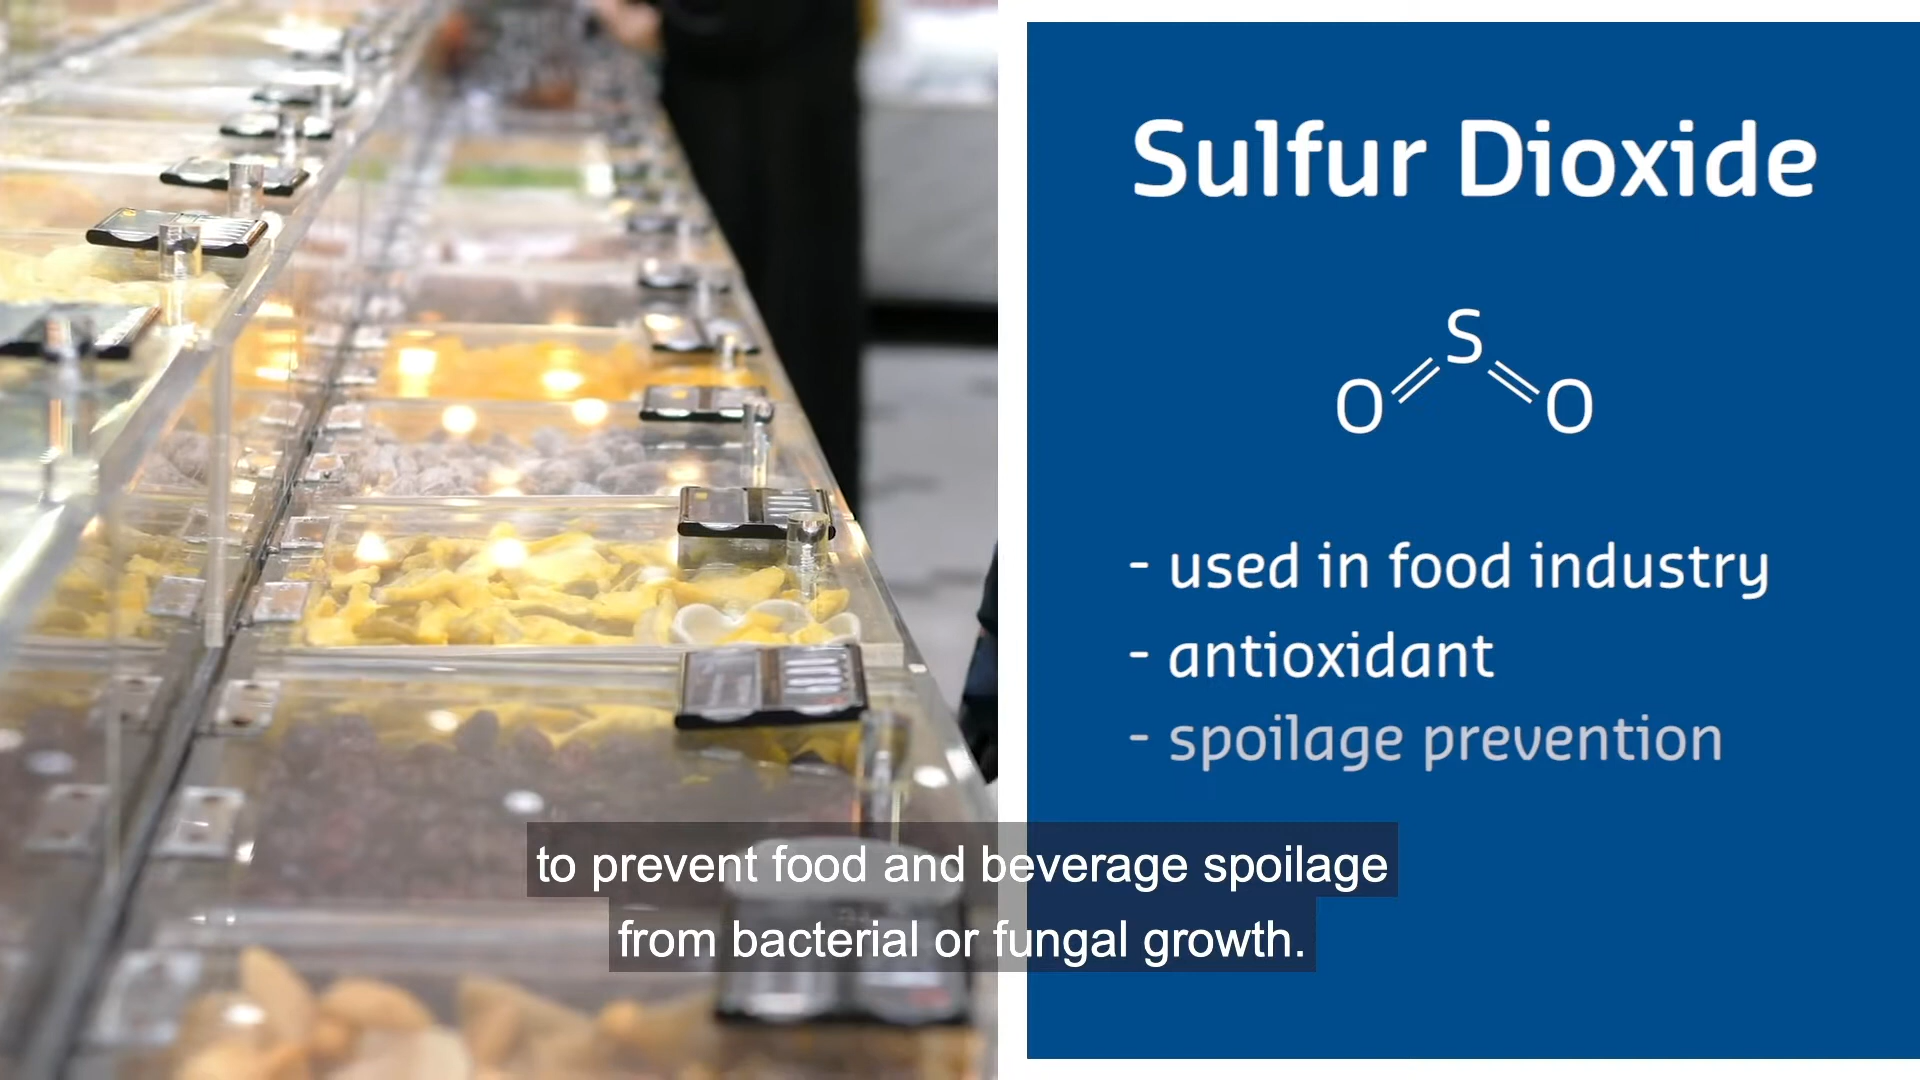 Sulfur Dioxide
S
O O
- used in food industry
- antioxidant
- spoilage prevention
to prevent food and beverage spoilage
from bacterial or fungal growth.